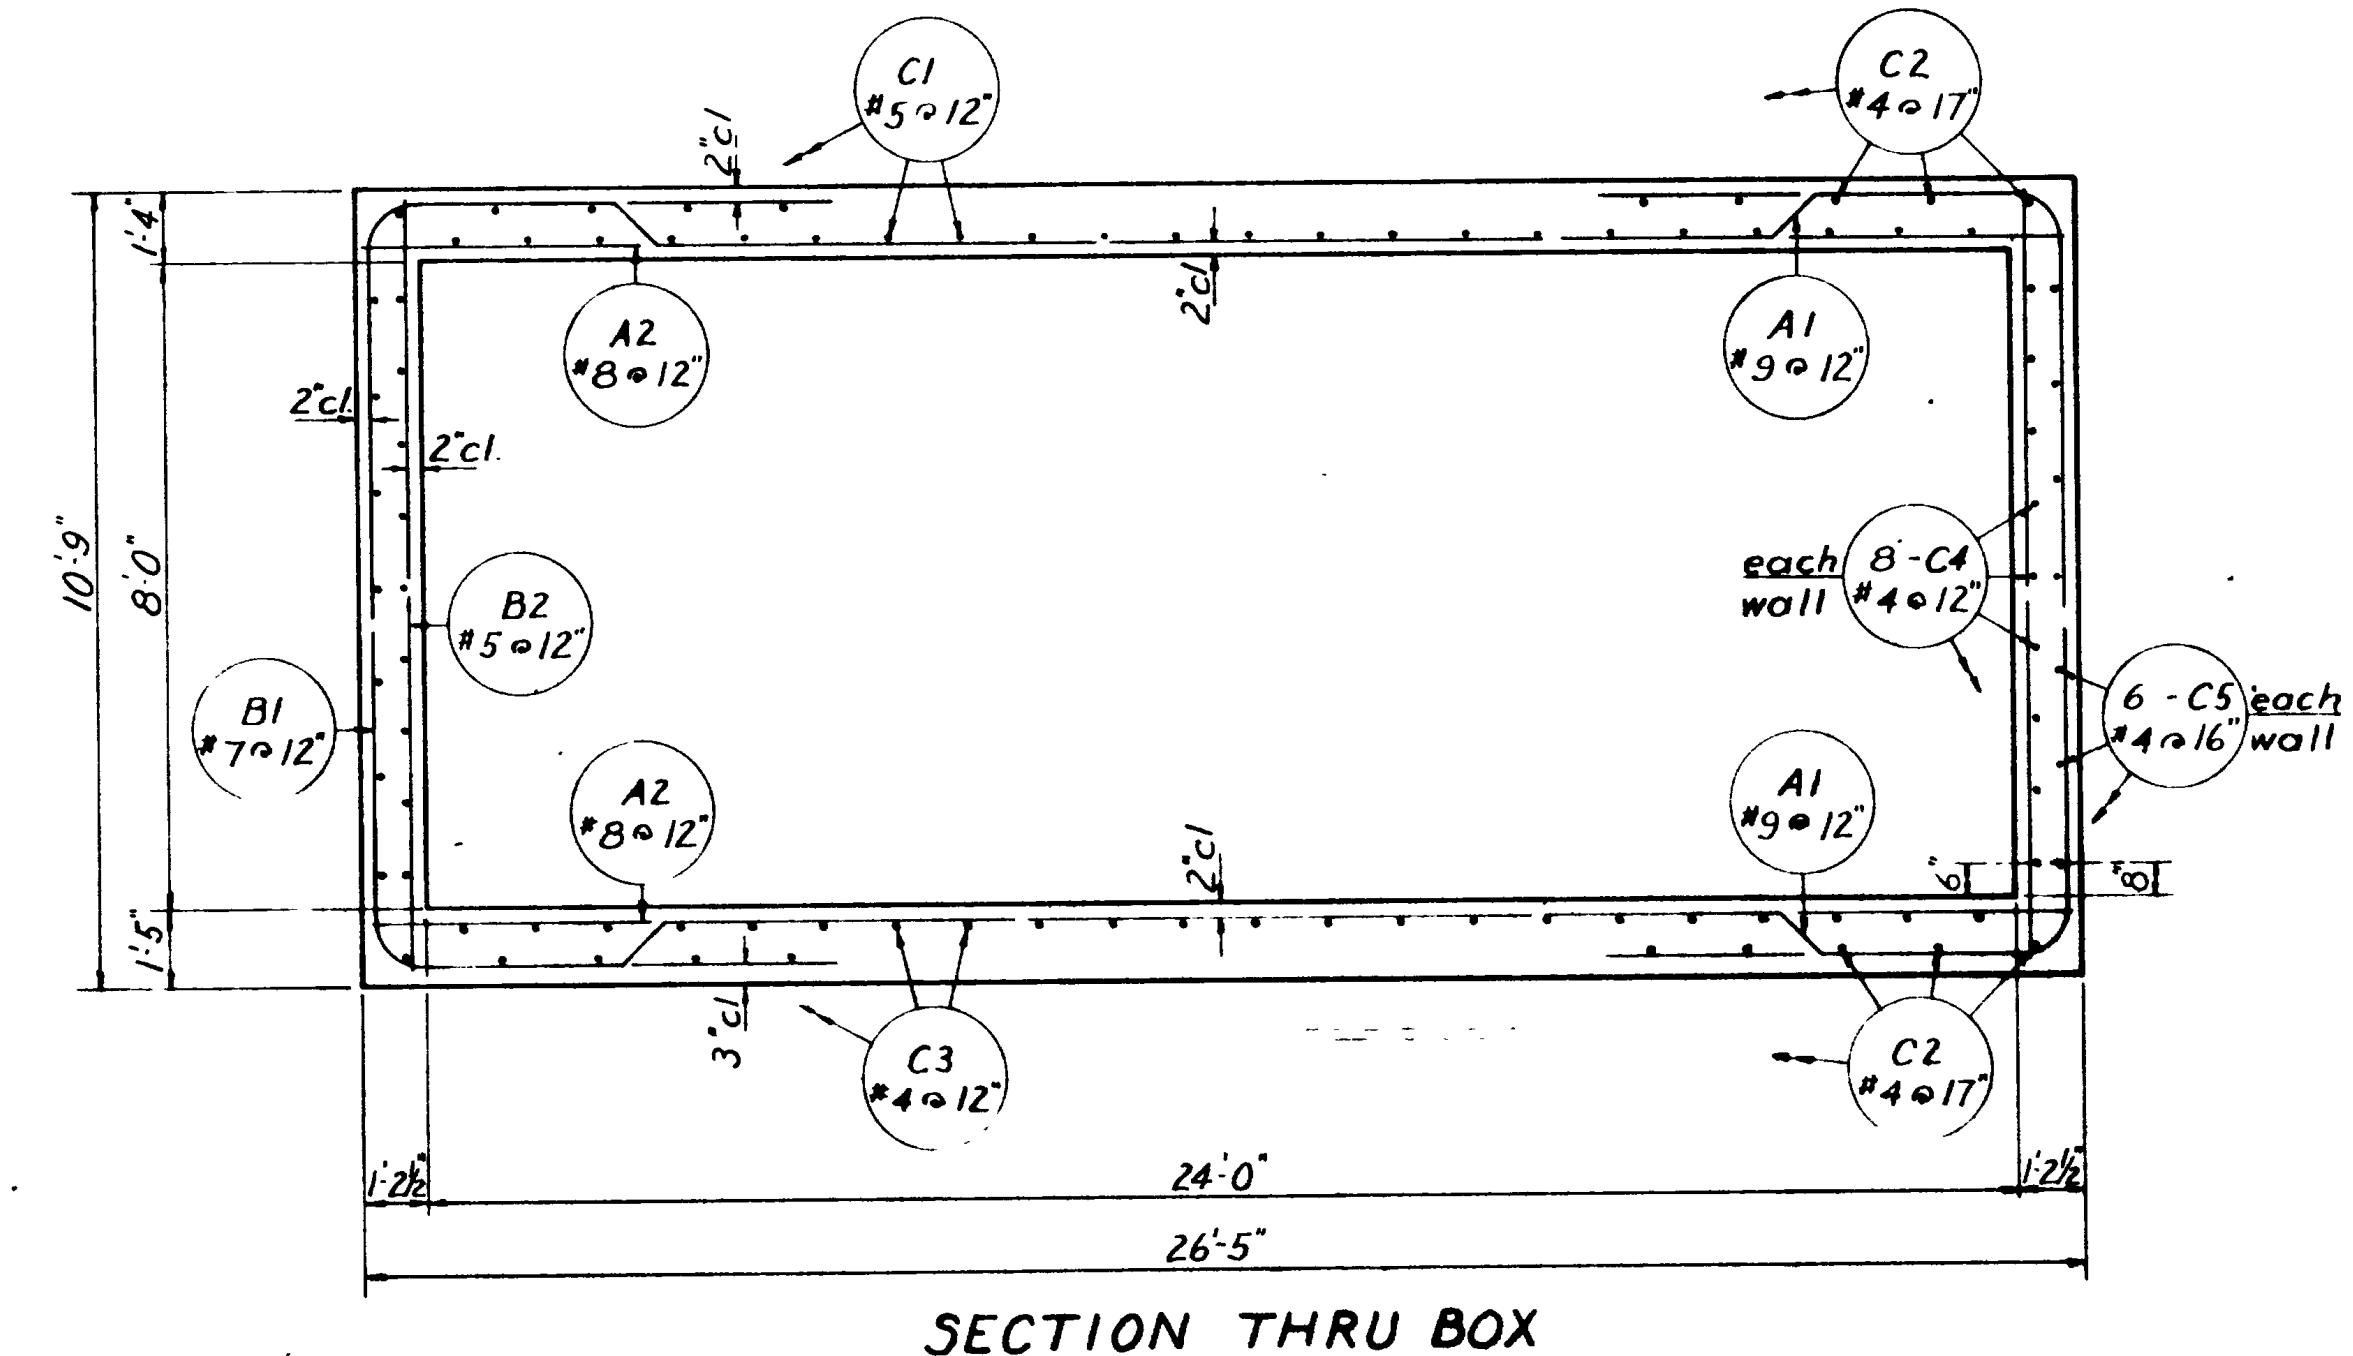 C1
#5@12"
C2
#4@17"
2"cl
1'-4"
2"cl
A2
#8@12"
A1
#9@12"
2"cl.
2"cl.
10'-9"
8'-0"
B2
#5@12"
each
wall
8-C4
#4@12"
B1
#7@12"
6-C5
#4@16"
each
wall
A2
#8@12"
A1
#9@12"
2"cl
6"
8"
1'-5"
3"cl
C3
#4@12"
C2
#4@17"
1'-2½"
24'-0"
1'-2½"
26'-5"
SECTION THRU BOX